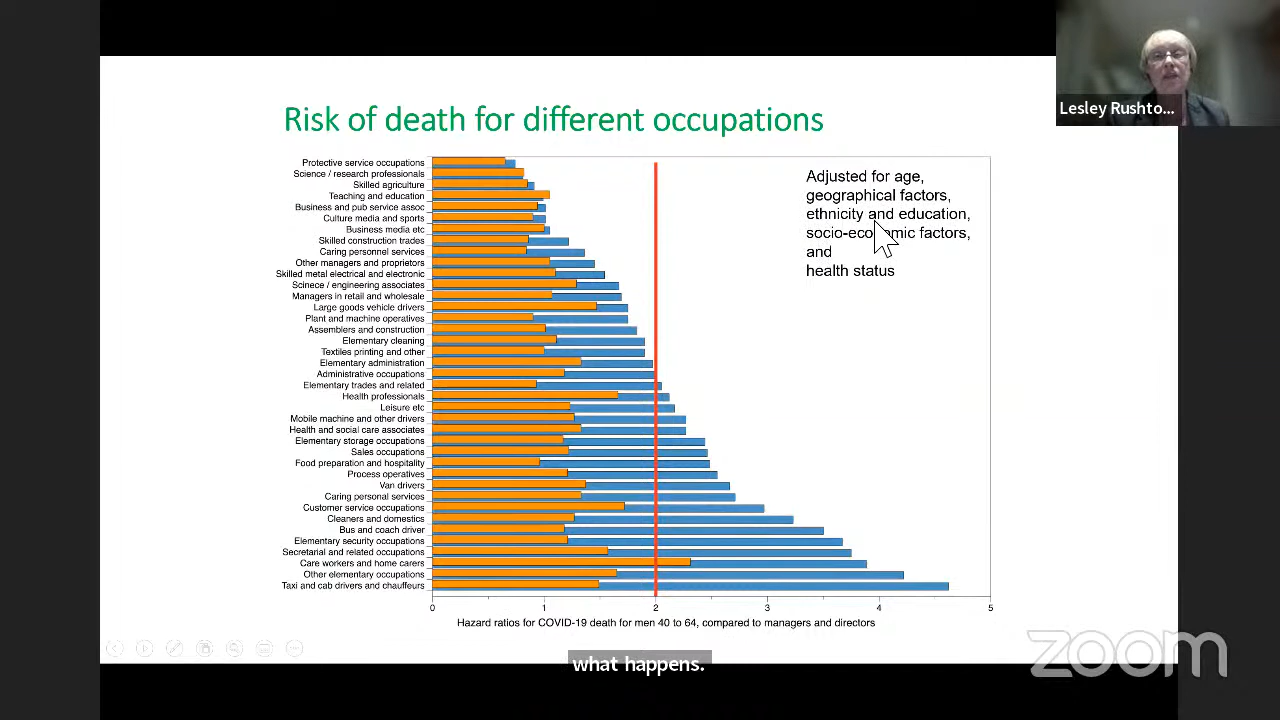 Lesley Rushto...
Risk of death for different occupations
Protective service occupations
Science / research professionals
Skilled agriculture
Teaching and education
Business and pub service assoc
Culture media and sports
Business media etc
Skilled construction trades
Caring personnel services
Other managers and proprietors
Skilled metal electrical and electronic
Scinece / engineering associates
Managers in retail and wholesale
Large goods vehicle drivers
Plant and machine operatives
Assemblers and construction
Elementary cleaning
Textiles printing and other
Elementary administration
Administrative occupations
Elementary trades and related
Health professionals
Leisure etc
Mobile machine and other drivers
Health and social care associates
Elementary storage occupations
Sales occupations
Food preparation and hospitality
Process operatives
Van drivers
Caring personal services
Customer service occupations
Cleaners and domestics
Bus and coach driver
Elementary security occupations
Secretarial and related occupations
Care workers and home carers
Other elementary occupations
Taxi and cab drivers and chauffeurs
Adjusted for age,
geographical factors,
ethnicity and education,
socio-economic factors,
and
health status
0 1 2 3 4 5
Hazard ratios for COVID-19 death for men 40 to 64, compared to managers and directors
what happens.
zoom